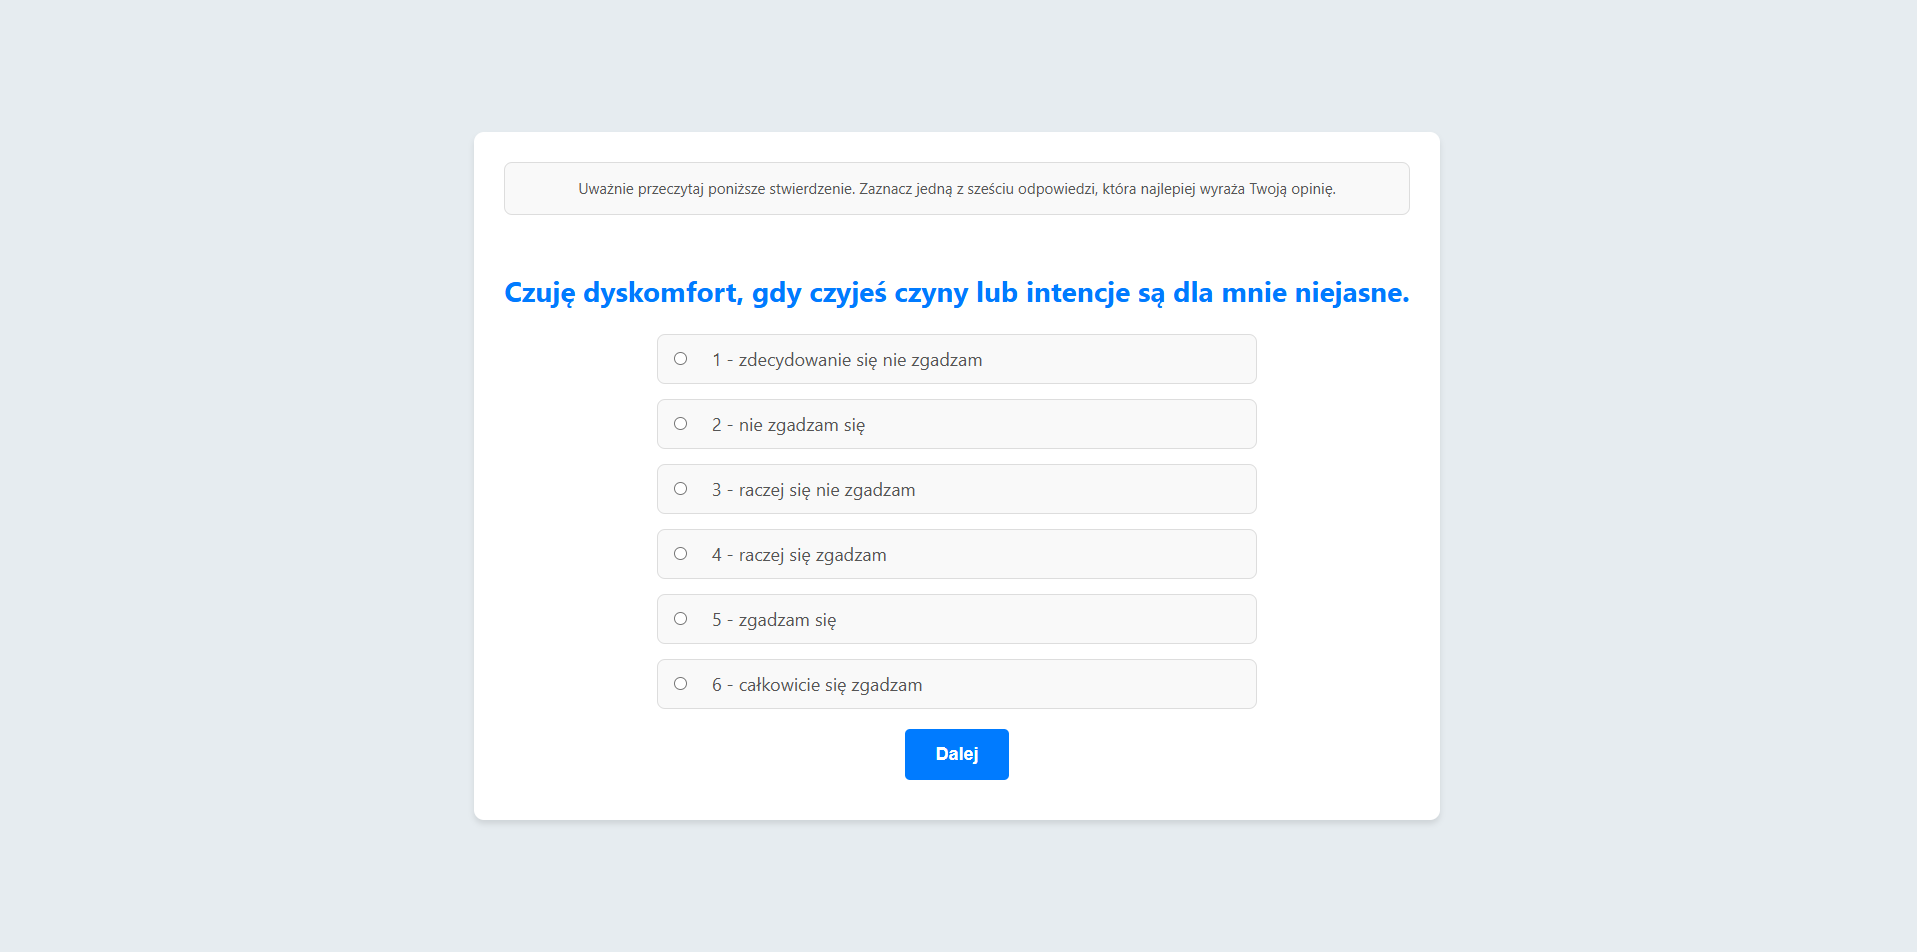 Uważnie przeczytaj poniższe stwierdzenie. Zaznacz jedną z sześciu odpowiedzi, która najlepiej wyraża Twoją opinię.
Czuję dyskomfort, gdy czyjeś czyny lub intencje są dla mnie niejasne.
1 - zdecydowanie się nie zgadzam
2 - nie zgadzam się
3 - raczej się nie zgadzam
4 - raczej się zgadzam
5 - zgadzam się
6 - całkowicie się zgadzam
Dalej